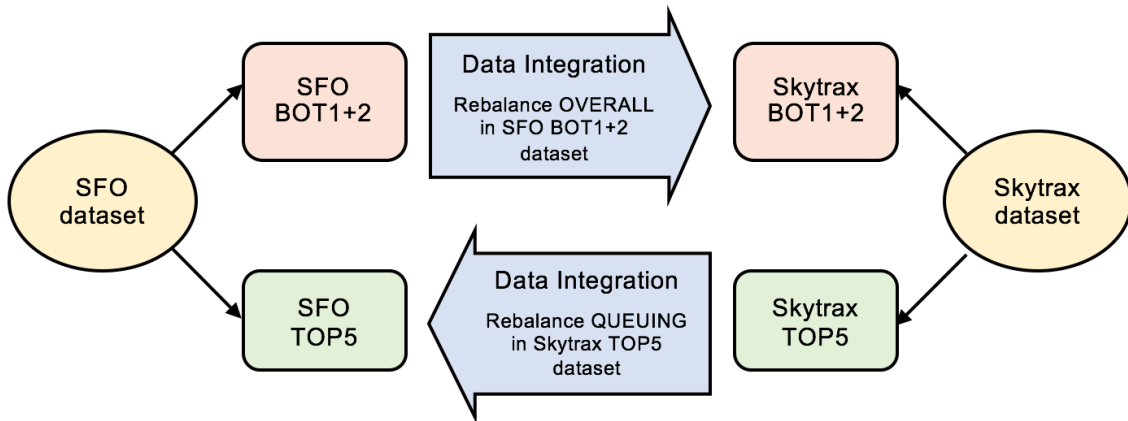 SFO
dataset
SFO
BOT1+2
Data Integration
Rebalance OVERALL
in SFO BOT1+2
dataset
Skytrax
BOT1+2
Skytrax
dataset
SFO
TOP5
Data Integration
Rebalance QUEUING
in Skytrax TOP5
dataset
Skytrax
TOP5